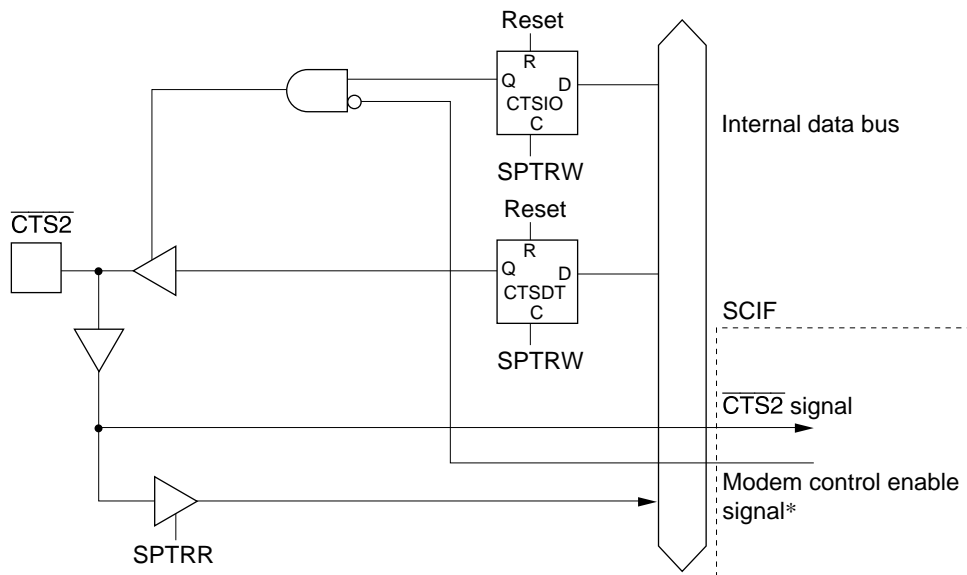 Reset
R
Q
D
CTSIO
C
SPTRW
Internal data bus
Reset
R
Q
D
CTSDT
C
SPTRW
CTS2
SCIF
CTS2 signal
Modem control enable
signal*
SPTRR